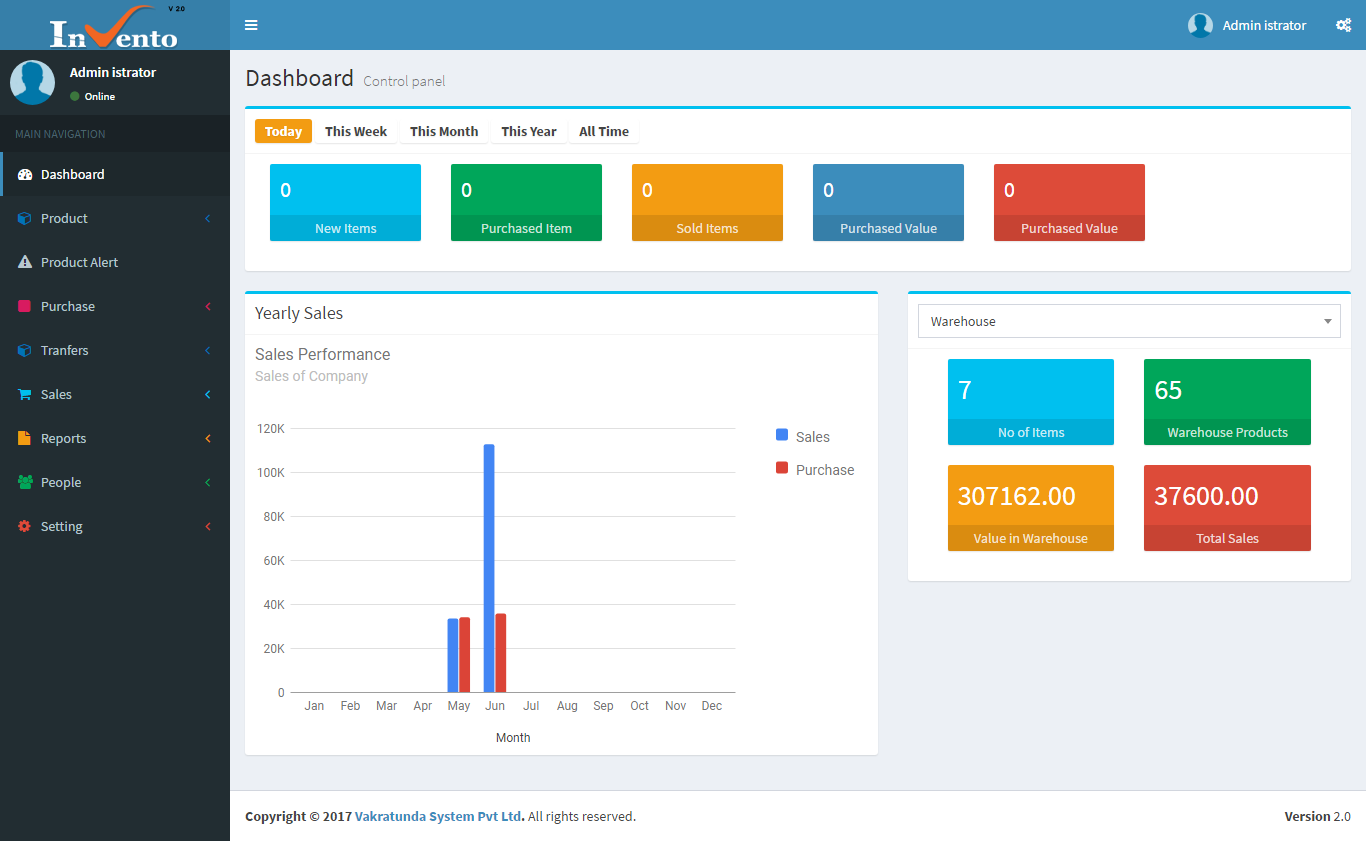 V 2.0
Invento
Admin istrator
Admin istrator
Online
MAIN NAVIGATION
Dashboard
Product
Product Alert
Purchase
Tranfers
Sales
Reports
People
Setting
Dashboard Control panel
Today This Week This Month This Year All Time
0 0 0 0 0
New Items Purchased Item Sold Items Purchased Value Purchased Value
Yearly Sales
Sales Performance
Sales of Company
120K
100K
80K
60K
40K
20K
0
Jan Feb Mar Apr May Jun Jul Aug Sep Oct Nov Dec
Month
Sales
Purchase
Warehouse
7 65
No of Items Warehouse Products
307162.00 37600.00
Value in Warehouse Total Sales
Copyright © 2017 Vakratunda System Pvt Ltd. All rights reserved. Version 2.0